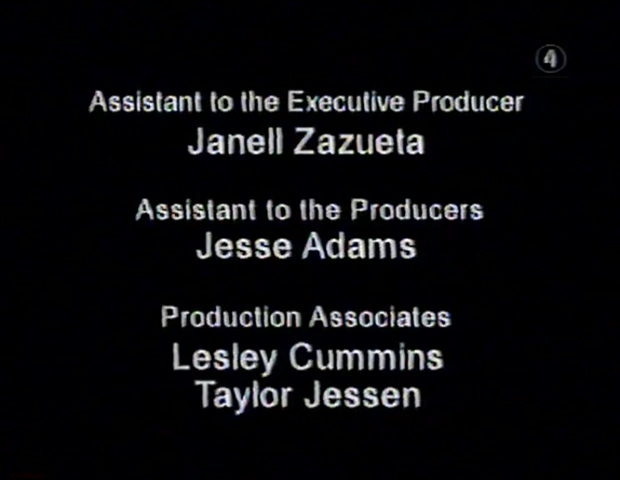 4
Assistant to the Executive Producer
Janell Zazueta
Assistant to the Producers
Jesse Adams
Production Associates
Lesley Cummins
Taylor Jessen